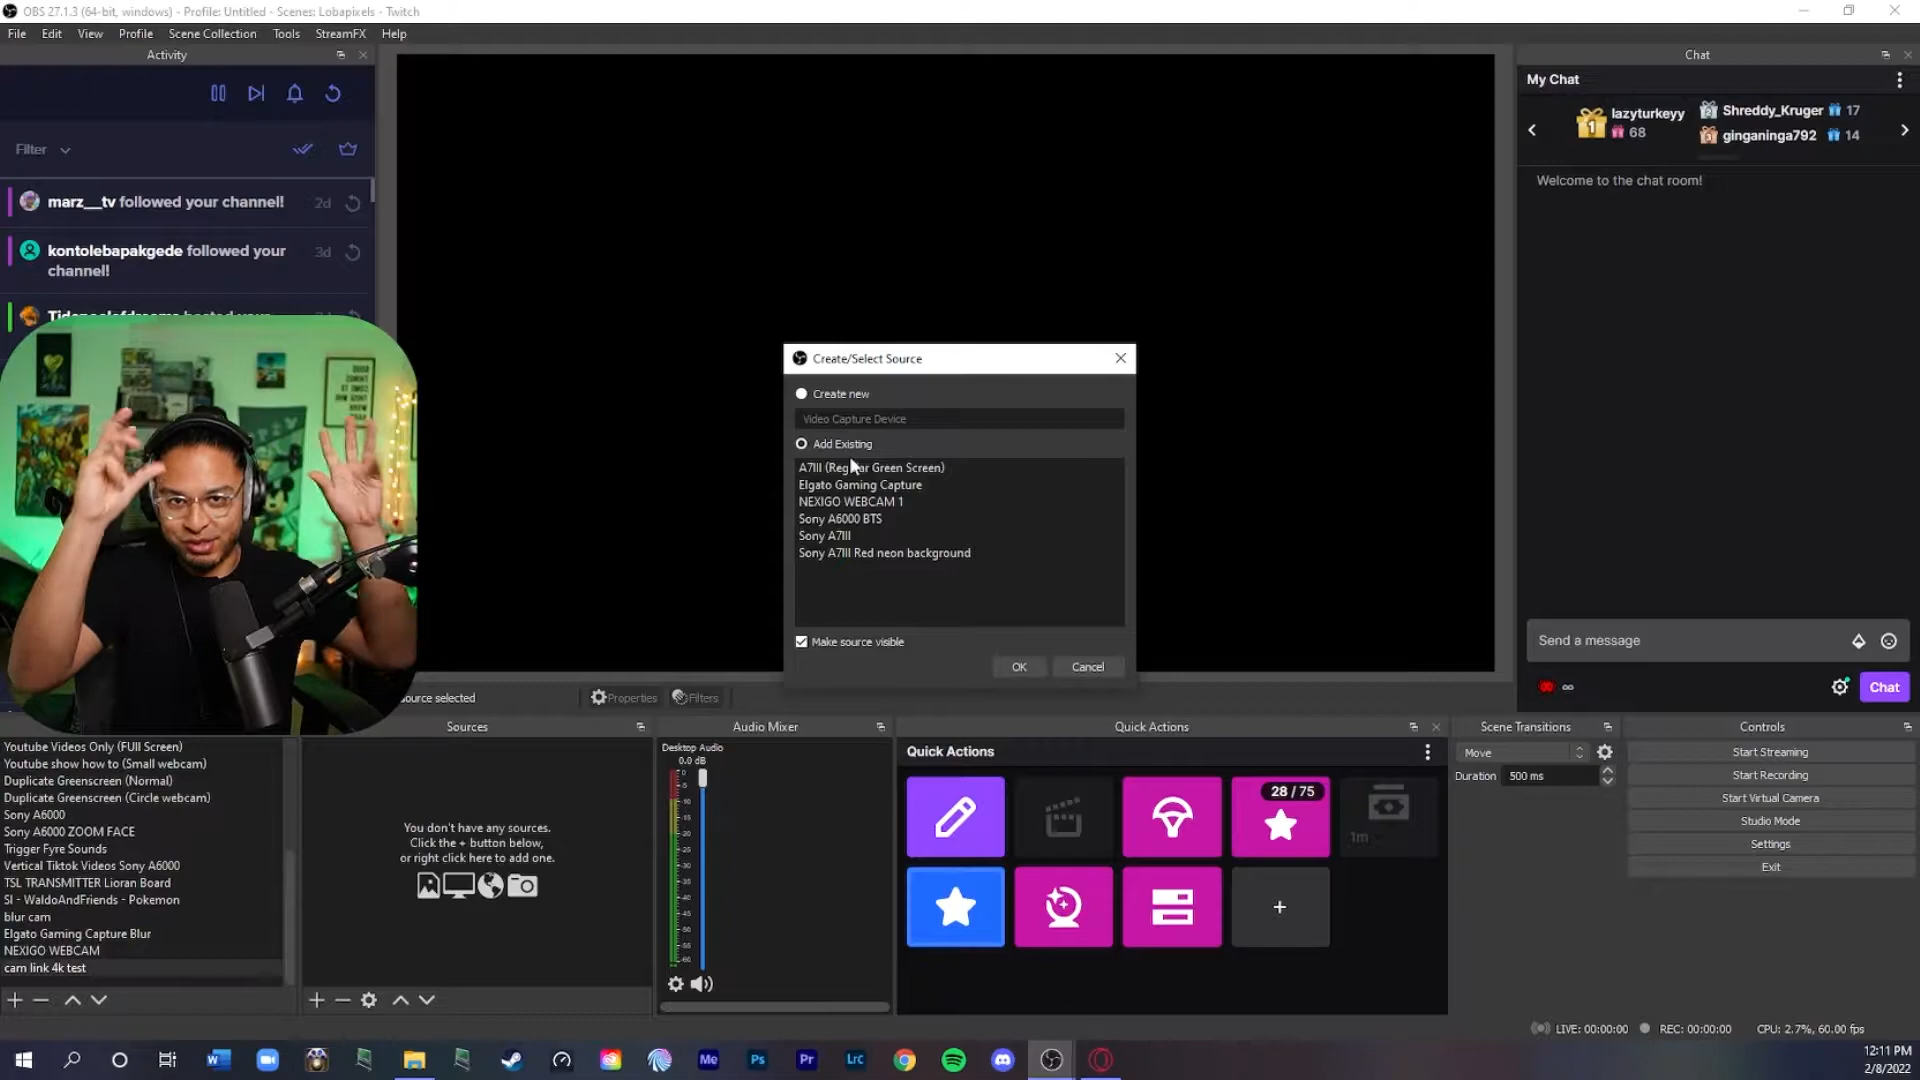 OBS 27.1.3 (64-bit, windows) - Profile: Untitled - Scenes: Lobapixels - Twitch
File Edit View Profile Scene Collection Tools StreamFX Help
Activity
Filter
marz__tv followed your channel! 2d
kontolebapakgede followed your channel! 3d
Chat
My Chat
1 lazyturkeyy 68
Shreddy_Kruger 17
ginganinga792 14
Welcome to the chat room!
Create/Select Source
Create new
Video Capture Device
Add Existing
A7III (Regular Green Screen)
Elgato Gaming Capture
NEXIGO WEBCAM 1
Sony A6000 BTS
Sony A7III
Sony A7III Red neon background
Make source visible
OK Cancel
Send a message
Chat
source selected
Properties
Filters
Sources
Youtube Videos Only (FUll Screen)
Youtube show how to (Small webcam)
Duplicate Greenscreen (Normal)
Duplicate Greenscreen (Circle webcam)
Sony A6000
Sony A6000 ZOOM FACE
Trigger Fyre Sounds
Vertical Tiktok Videos Sony A6000
TSL TRANSMITTER Lioran Board
SI - WaldoAndFriends - Pokemon
blur cam
Elgato Gaming Capture Blur
NEXIGO WEBCAM
cam link 4k test
You don't have any sources.
Click the + button below,
or right click here to add one.
Audio Mixer
Desktop Audio
0.0 dB
Quick Actions
Quick Actions
28 / 75
1m
Scene Transitions
Move
Duration 500 ms
Controls
Start Streaming
Start Recording
Start Virtual Camera
Studio Mode
Settings
Exit
LIVE: 00:00:00 REC: 00:00:00 CPU: 2.7%, 60.00 fps
Me Ps Pr Lrc
12:11 PM
2/8/2022